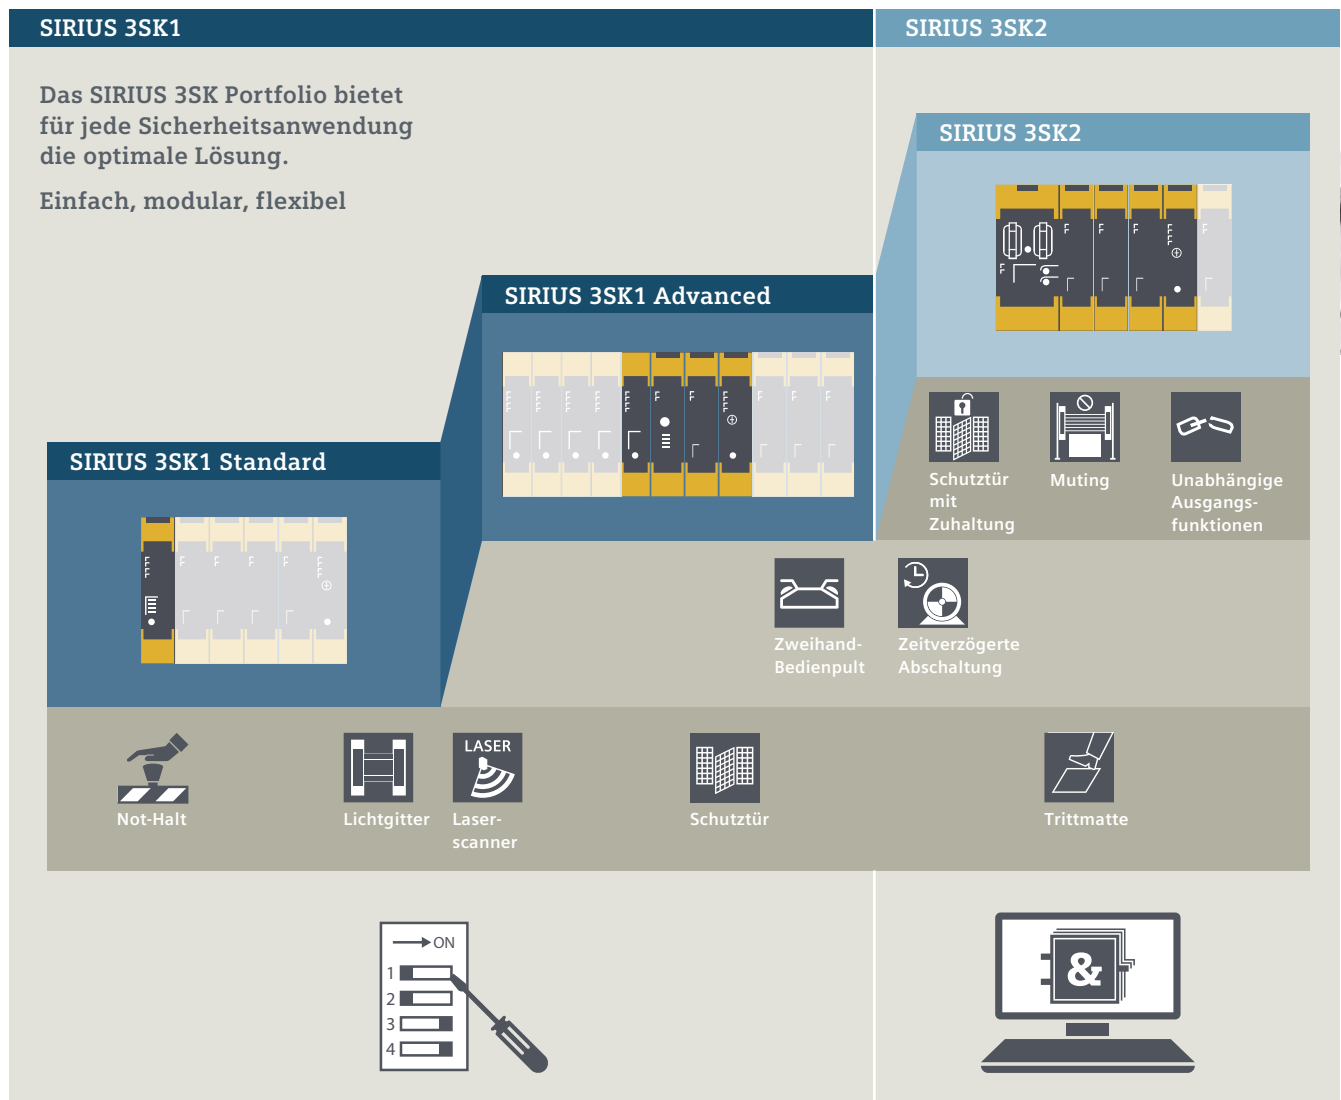 SIRIUS 3SK1
SIRIUS 3SK2
Das SIRIUS 3SK Portfolio bietet
für jede Sicherheitsanwendung
die optimale Lösung.
Einfach, modular, flexibel
SIRIUS 3SK2
SIRIUS 3SK1 Advanced
SIRIUS 3SK1 Standard
Schutztür
mit
Zuhaltung
Muting
Unabhängige
Ausgangs-
funktionen
Zweihand-
Bedienpult
Zeitverzögerte
Abschaltung
Not-Halt
Lichtgitter
LASER
Laser-
scanner
Schutztür
Trittmatte
ON
1
2
3
4
&